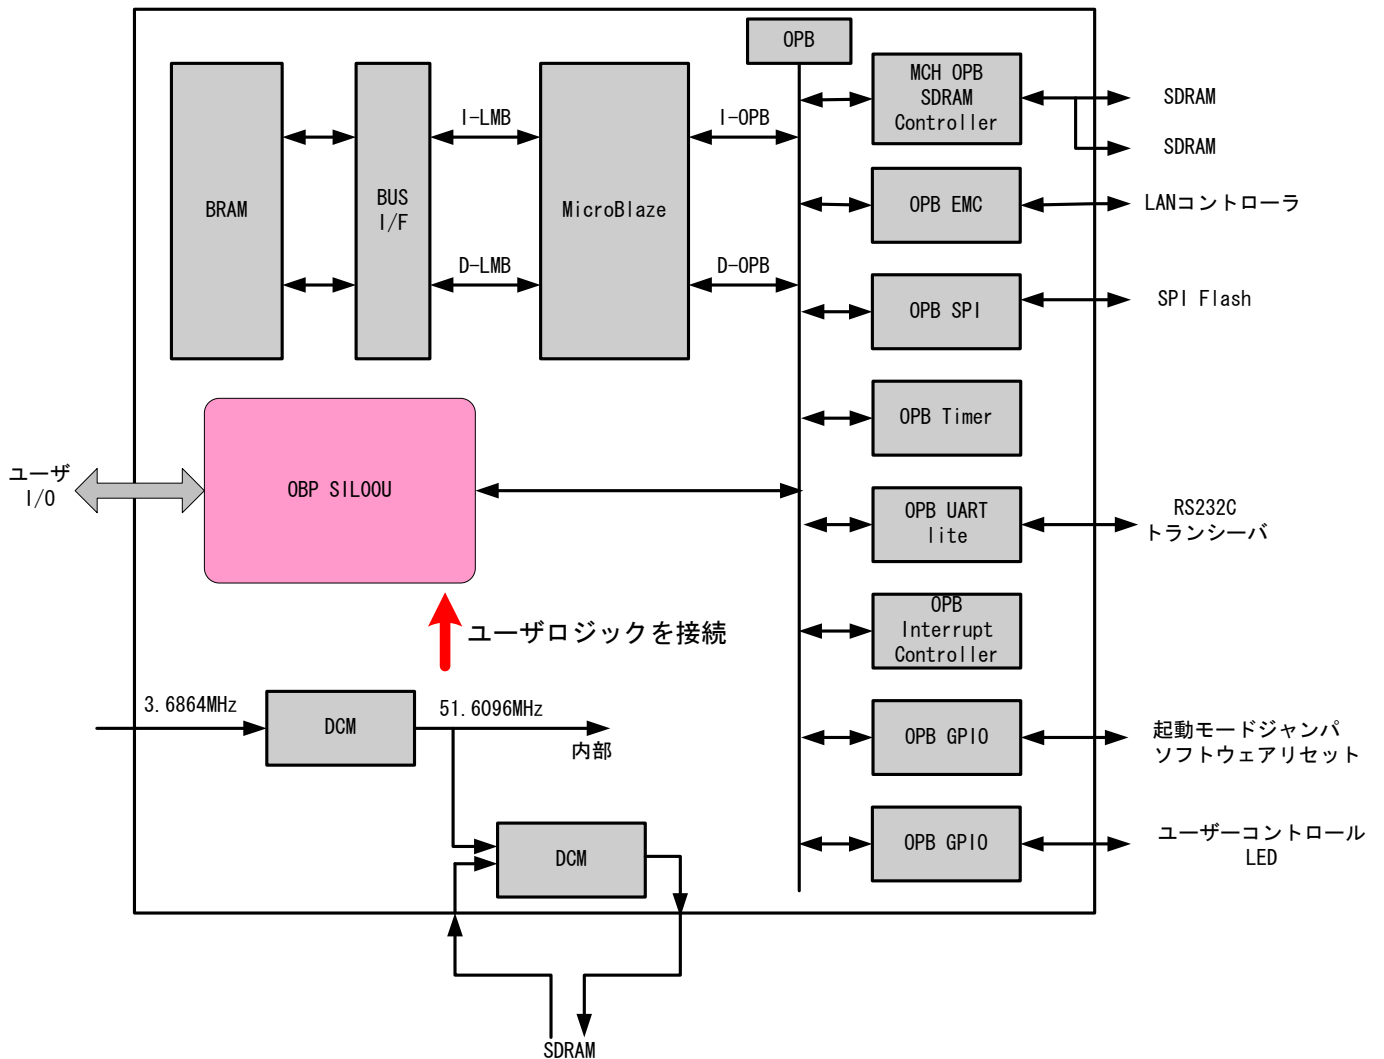 OPB
MCH OPB
SDRAM
Controller
SDRAM
SDRAM
I-LMB
I-OPB
BRAM
BUS
I/F
MicroBlaze
OPB EMC
LANコントローラ
D-LMB
D-OPB
OPB SPI
SPI Flash
OPB Timer
ユーザ
I/O
OBP SIL00U
OPB UART
lite
RS232C
トランシーバ
OPB
Interrupt
Controller
ユーザロジックを接続
3.6864MHz
DCM
51.6096MHz
内部
OPB GPIO
起動モードジャンパ
ソフトウェアリセット
DCM
OPB GPIO
ユーザーコントロール
LED
SDRAM